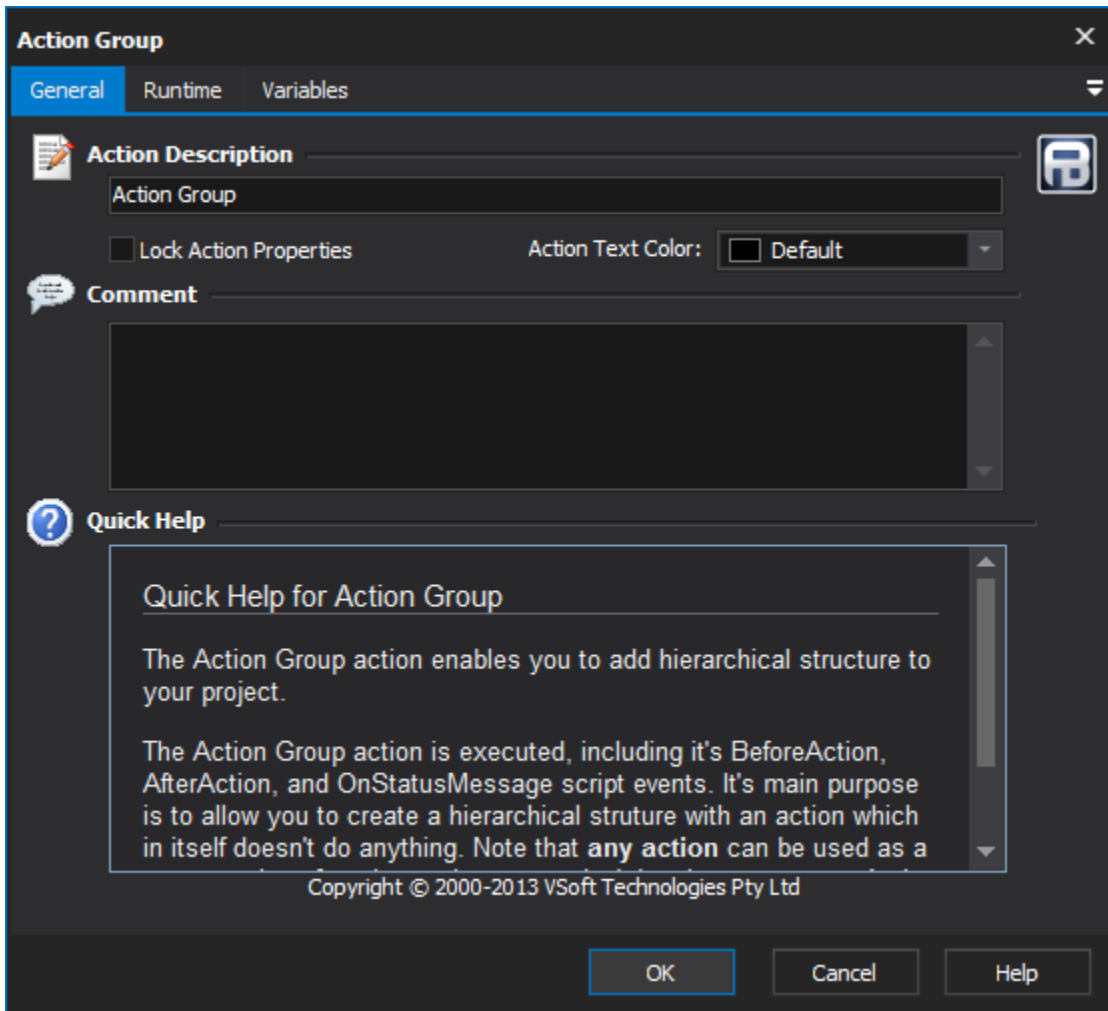 Action Group
General Runtime Variables
Action Description
Action Group
Lock Action Properties Action Text Color: Default
Comment
Quick Help
Quick Help for Action Group
The Action Group action enables you to add hierarchical structure to
your project.
The Action Group action is executed, including it's BeforeAction,
AfterAction, and OnStatusMessage script events. It's main purpose
is to allow you to create a hierarchical struture with an action which
in itself doesn't do anything. Note that any action can be used as a
Copyright © 2000-2013 VSoft Technologies Pty Ltd
OK Cancel Help